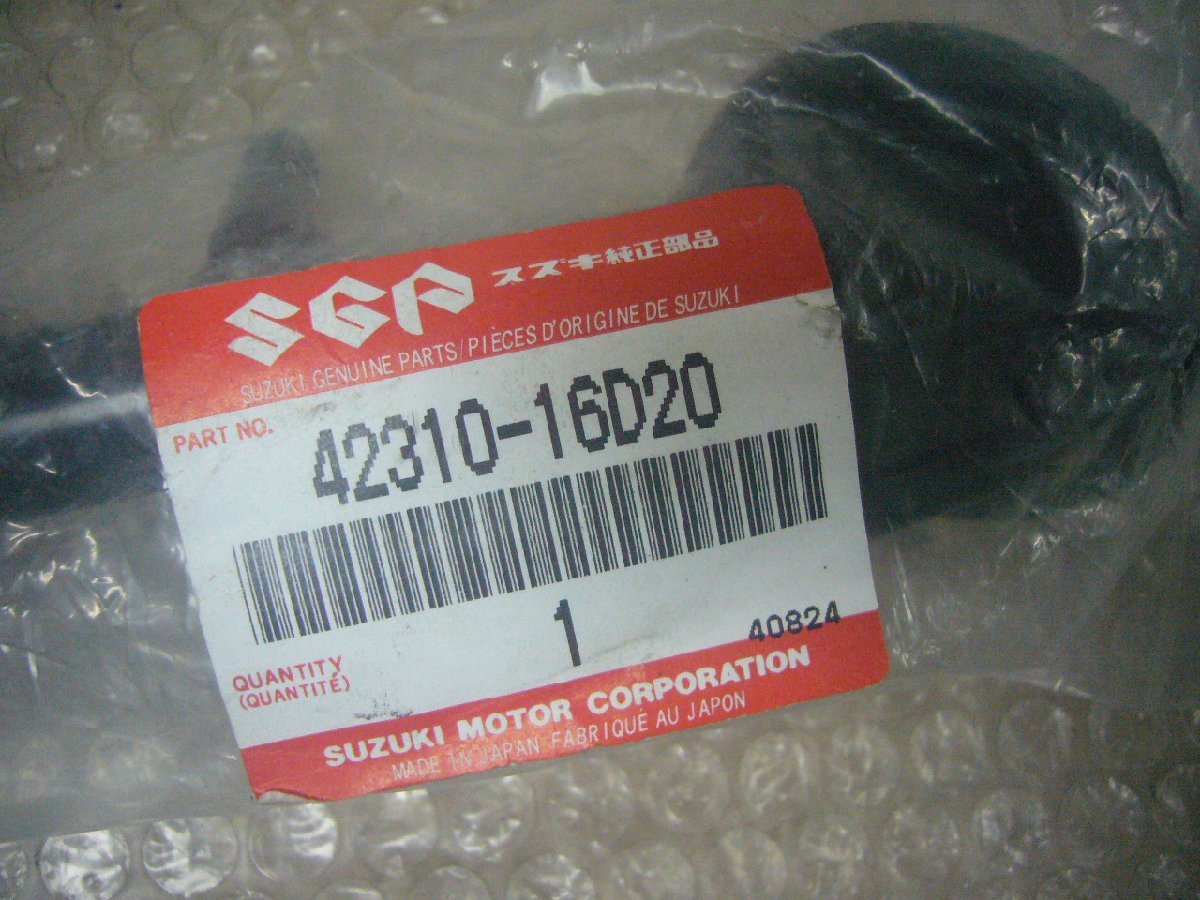 SGP スズキ純正部品
SUZUKI GENUINE PARTS/PIÈCES D'ORIGINE DE SUZUKI
PART NO.
42310-16D20
1
40824
QUANTITY
(QUANTITÉ)
SUZUKI MOTOR CORPORATION
MADE IN JAPAN FABRIQUÉ AU JAPON